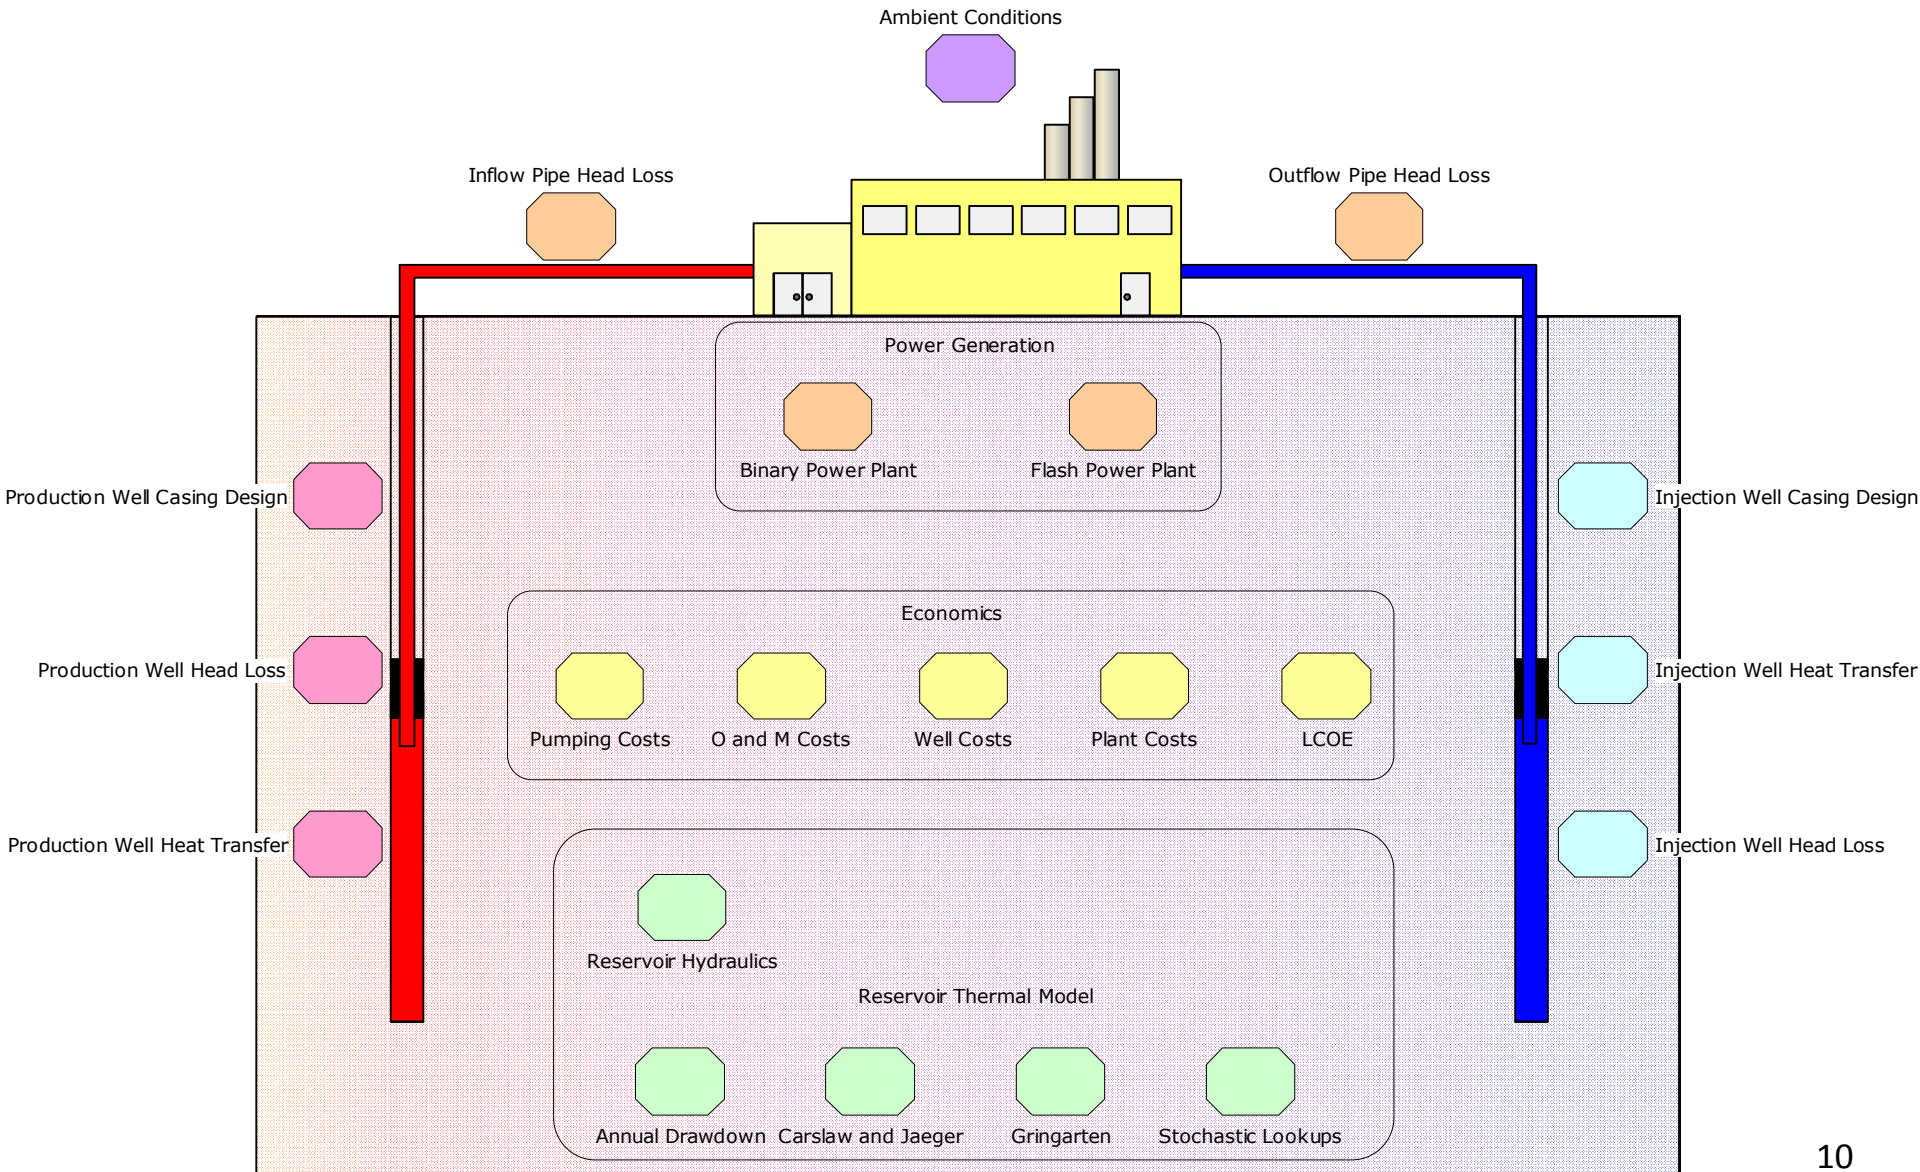 Ambient Conditions
Inflow Pipe Head Loss
Outflow Pipe Head Loss
Power Generation
Binary Power Plant
Flash Power Plant
Production Well Casing Design
Injection Well Casing Design
Economics
Production Well Head Loss
Injection Well Heat Transfer
Pumping Costs
O and M Costs
Well Costs
Plant Costs
LCOE
Production Well Heat Transfer
Injection Well Head Loss
Reservoir Hydraulics
Reservoir Thermal Model
Annual Drawdown
Carslaw and Jaeger
Gringarten
Stochastic Lookups
10